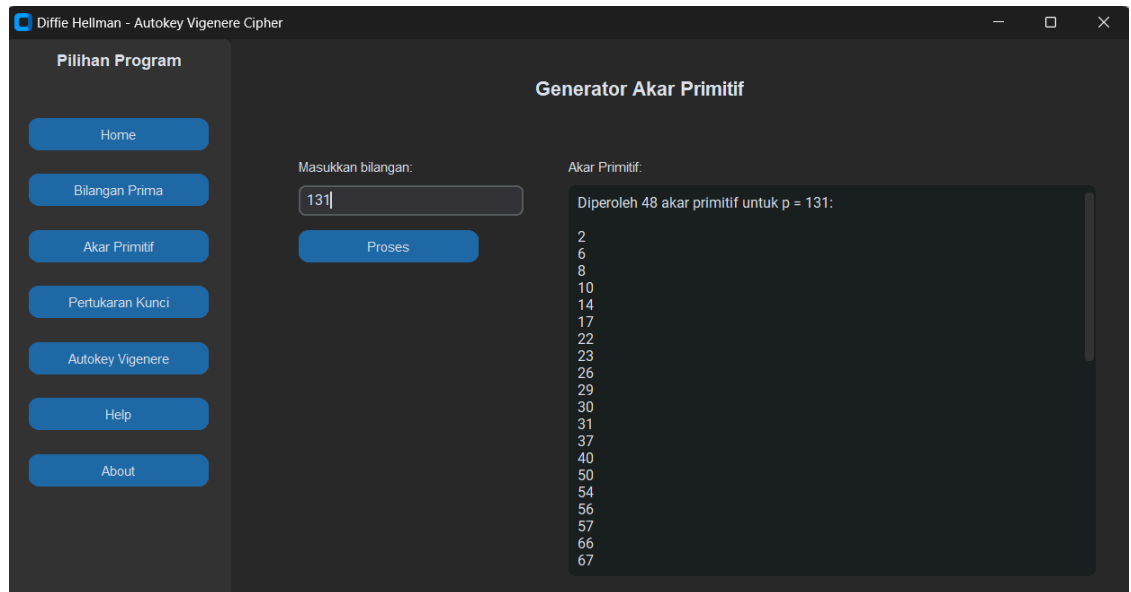 Diffie Hellman - Autokey Vigenere Cipher
Pilihan Program
Home
Bilangan Prima
Akar Primitif
Pertukaran Kunci
Autokey Vigenere
Help
About
Generator Akar Primitif
Masukkan bilangan:
131
Proses
Akar Primitif:
Diperoleh 48 akar primitif untuk p = 131:
2
6
8
10
14
17
22
23
26
29
30
31
37
40
50
54
56
57
66
67